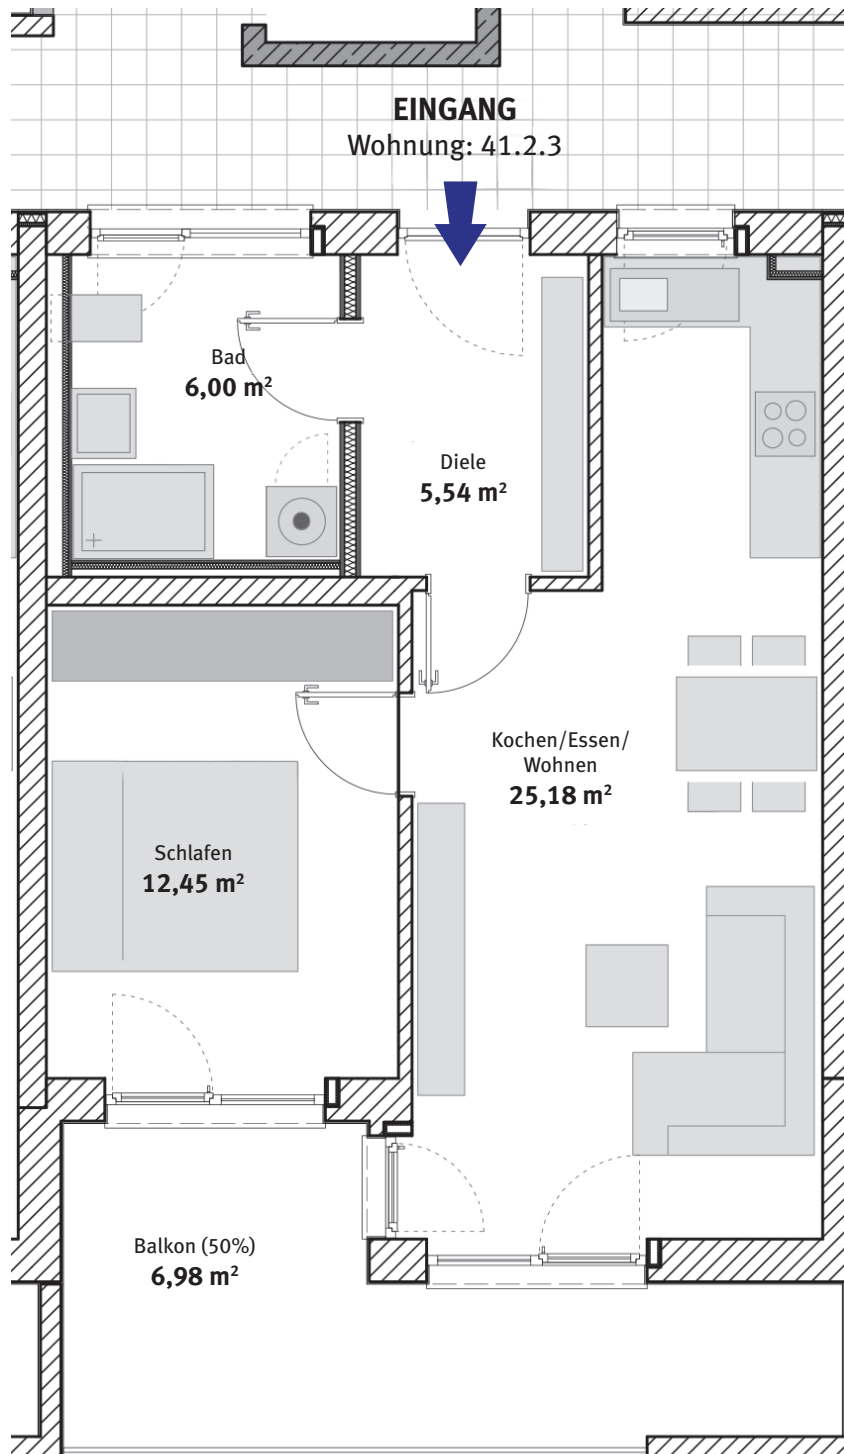 EINGANG
Wohnung: 41.2.3
Bad
6,00 m²
Diele
5,54 m²
Kochen/Essen/
Wohnen
25,18 m²
Schlafen
12,45 m²
Balkon (50%)
6,98 m²